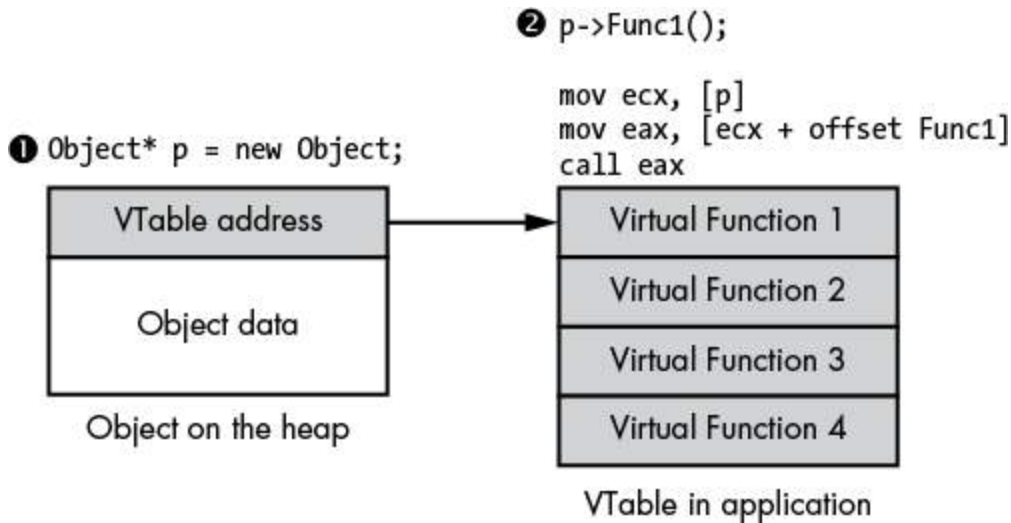 ❷ p->Func1();
mov ecx, [p]
mov eax, [ecx + offset Func1]
call eax
❶ Object* p = new Object;
VTable address
Object data
Object on the heap
Virtual Function 1
Virtual Function 2
Virtual Function 3
Virtual Function 4
VTable in application